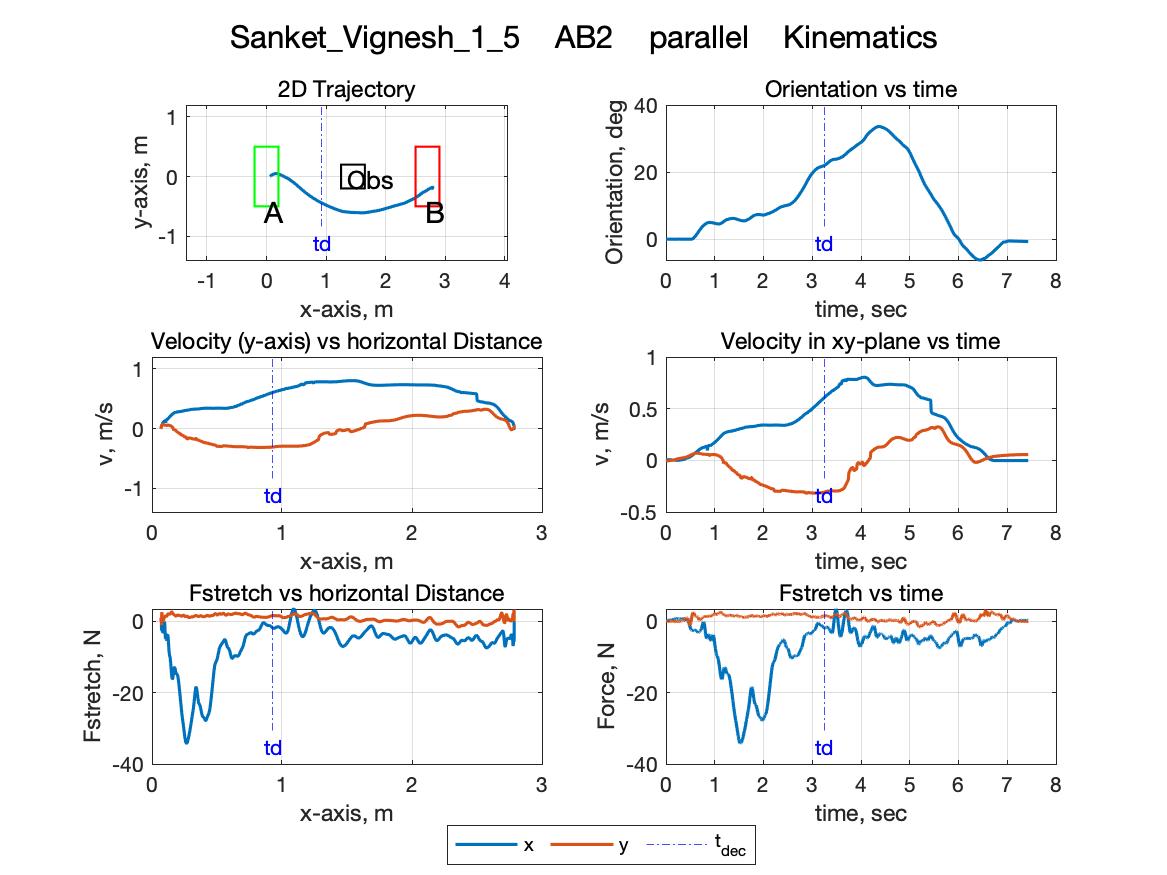 Sanket_Vignesh_1_5 AB2 parallel Kinematics
2D Trajectory
y-axis, m
1
0
-1
A
Obs
B
td
-1 0 1 2 3 4
x-axis, m
Orientation vs time
Orientation, deg
40
20
0
td
0 1 2 3 4 5 6 7 8
time, sec
Velocity (y-axis) vs horizontal Distance
v, m/s
1
0
-1
td
0 1 2 3
x-axis, m
Velocity in xy-plane vs time
v, m/s
1
0.5
0
-0.5
td
0 1 2 3 4 5 6 7 8
time, sec
Fstretch vs horizontal Distance
Fstretch, N
0
-20
-40
td
0 1 2 3
x-axis, m
Fstretch vs time
Force, N
0
-20
-40
td
0 1 2 3 4 5 6 7 8
time, sec
x y t_dec